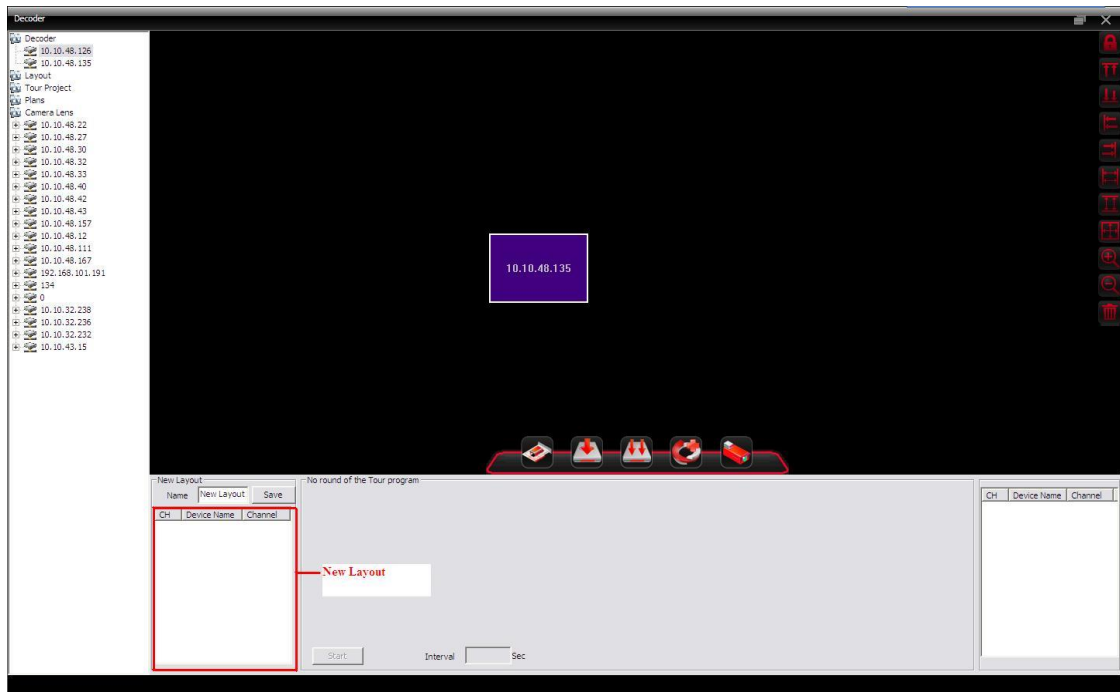 Decoder
Decoder
10.10.48.126
10.10.48.135
Layout
Tour Project
Plans
Camera Lens
10.10.48.22
10.10.48.27
10.10.48.30
10.10.48.32
10.10.48.33
10.10.48.40
10.10.48.42
10.10.48.43
10.10.48.157
10.10.48.12
10.10.48.111
10.10.48.167
192.168.101.191
134
0
10.10.32.238
10.10.32.236
10.10.32.232
10.10.43.15
10.10.48.135
New Layout
Name New Layout Save
CH Device Name Channel
No round of the Tour program
New Layout
Start Interval Sec
CH Device Name Channel